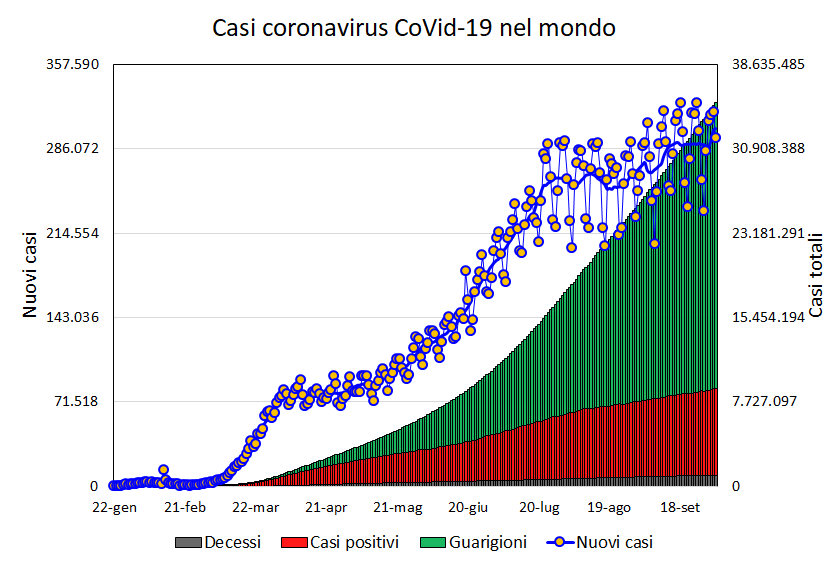 Casi coronavirus CoVid-19 nel mondo
357.590
38.635.485
286.072
30.908.388
214.554
23.181.291
143.036
15.454.194
71.518
7.727.097
0
0
Nuovi casi
Casi totali
22-gen
21-feb
22-mar
21-apr
21-mag
20-giu
20-lug
19-ago
18-set
Decessi
Casi positivi
Guarigioni
Nuovi casi